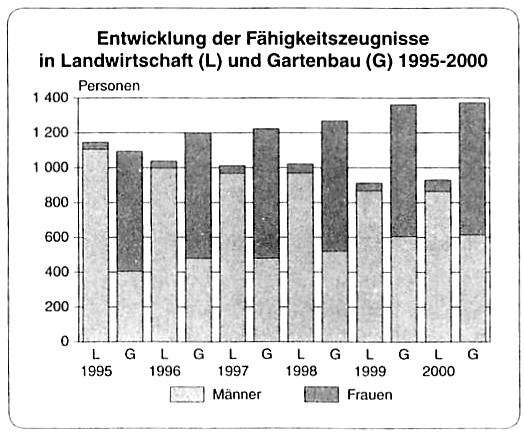 Entwicklung der Fähigkeitszeugnisse
in Landwirtschaft (L) und Gartenbau (G) 1995-2000
Personen
1 400
1 200
1 000
800
600
400
200
0
L G L G L G L G L G L G
1995 1996 1997 1998 1999 2000
Männer Frauen